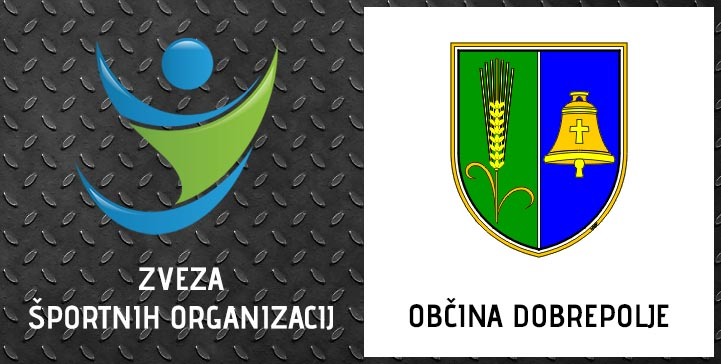 ZVEZA
ŠPORTNIH ORGANIZACIJ
OBČINA DOBREPOLJE